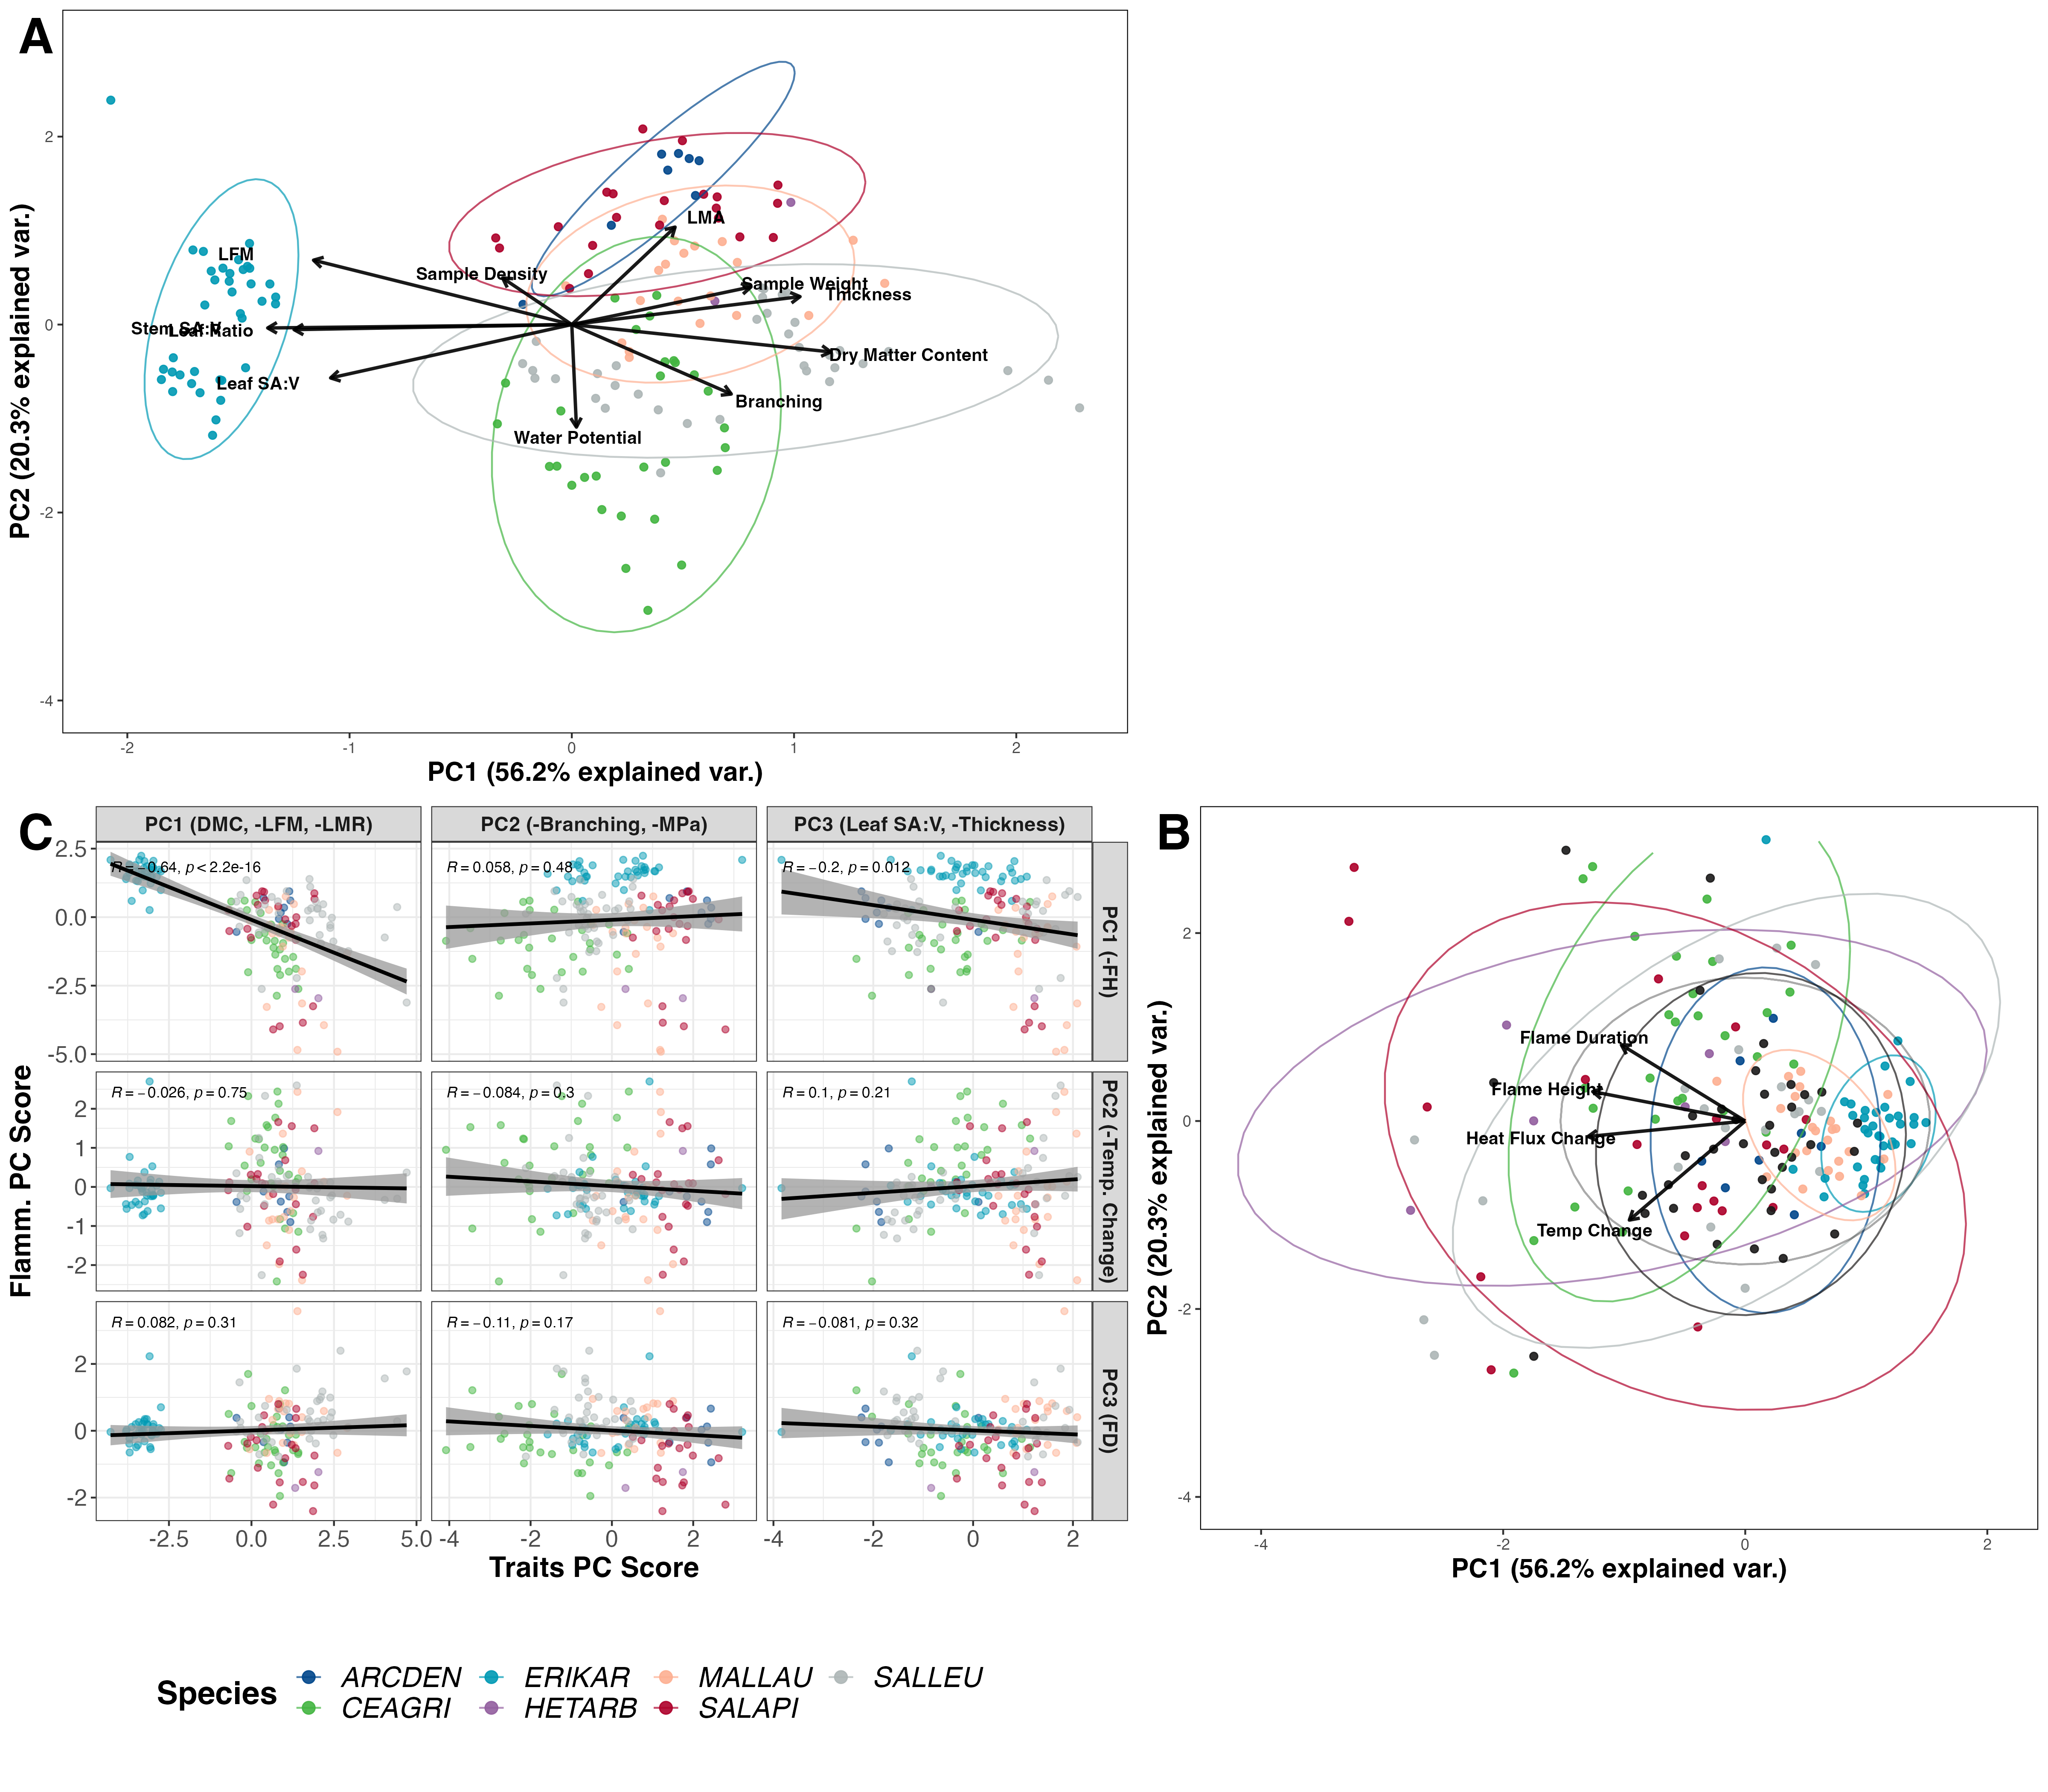 A
PC2 (20.3% explained var.)
2
0
-2
-4
LMA
LFM
Sample Density
Sample Weight
Thickness
Stem SA:V
Leaf Ratio
Dry Matter Content
Leaf SA:V
Branching
Water Potential
-2
-1
0
1
2
PC1 (56.2% explained var.)
C
PC1 (DMC, -LFM, -LMR)
PC2 (-Branching, -MPa)
PC3 (Leaf SA:V, -Thickness)
Flamm. PC Score
2.5
0.0
-2.5
-5.0
R = −0.64, p < 2.2e-16
R = 0.058, p = 0.48
R = −0.2, p = 0.012
PC1 (-FH)
2
1
0
-1
-2
R = −0.026, p = 0.75
R = −0.084, p = 0.3
R = 0.1, p = 0.21
PC2 (-Temp. Change)
2
0
-2
R = 0.082, p = 0.31
R = −0.11, p = 0.17
R = −0.081, p = 0.32
PC3 (FD)
-2.5
0.0
2.5
5.0
-4
-2
0
2
-4
-2
0
2
Traits PC Score
B
PC2 (20.3% explained var.)
2
0
-2
-4
Flame Duration
Flame Height
Heat Flux Change
Temp Change
-4
-2
0
2
PC1 (56.2% explained var.)
Species
ARCDEN
ERIKAR
MALLAU
SALLEU
CEAGRI
HETARB
SALAPI